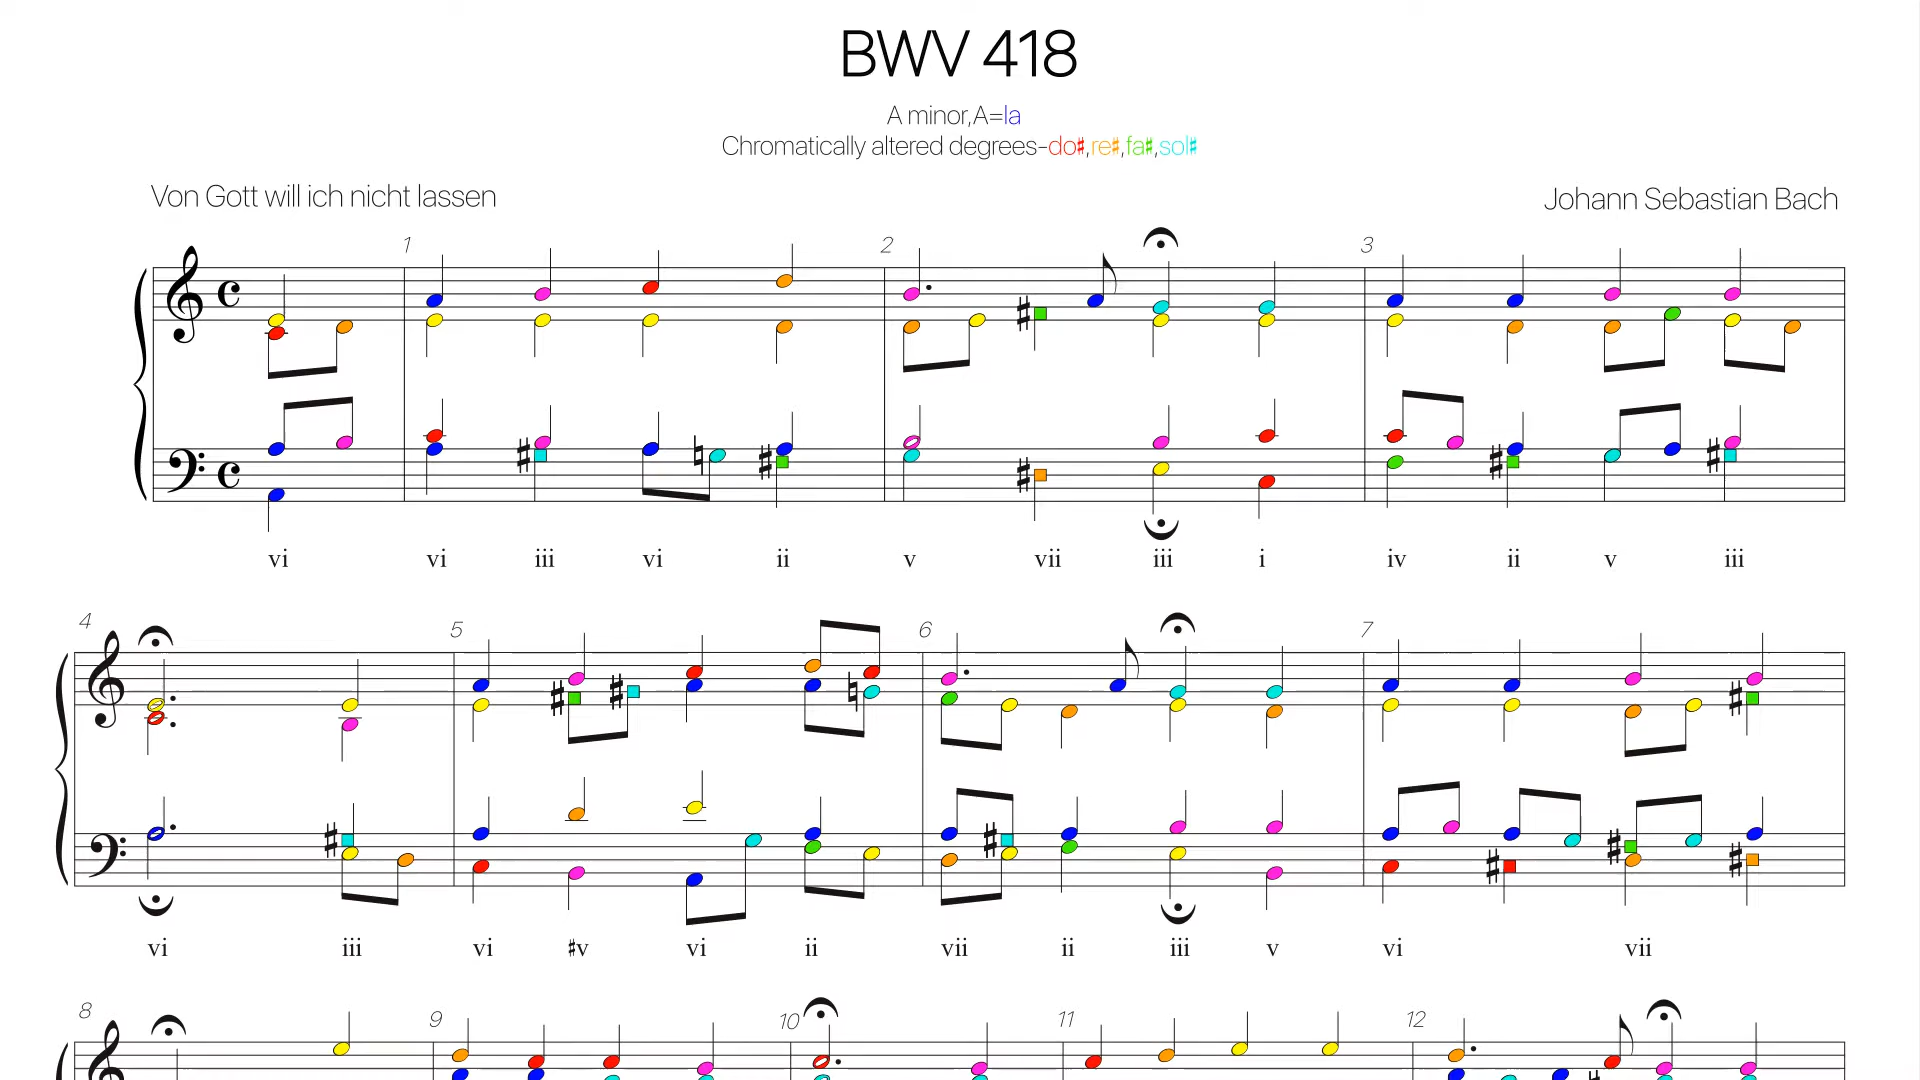 BWV 418
A minor,A=la
Chromatically altered degrees-do♯,re♯,fa♯,sol♯
Von Gott will ich nicht lassen
Johann Sebastian Bach
1 2 3
vi vi iii vi ii v vii iii i iv ii v iii
4 5 6 7
vi iii vi ♯v vi ii vii ii iii v vi vii
8 9 10 11 12